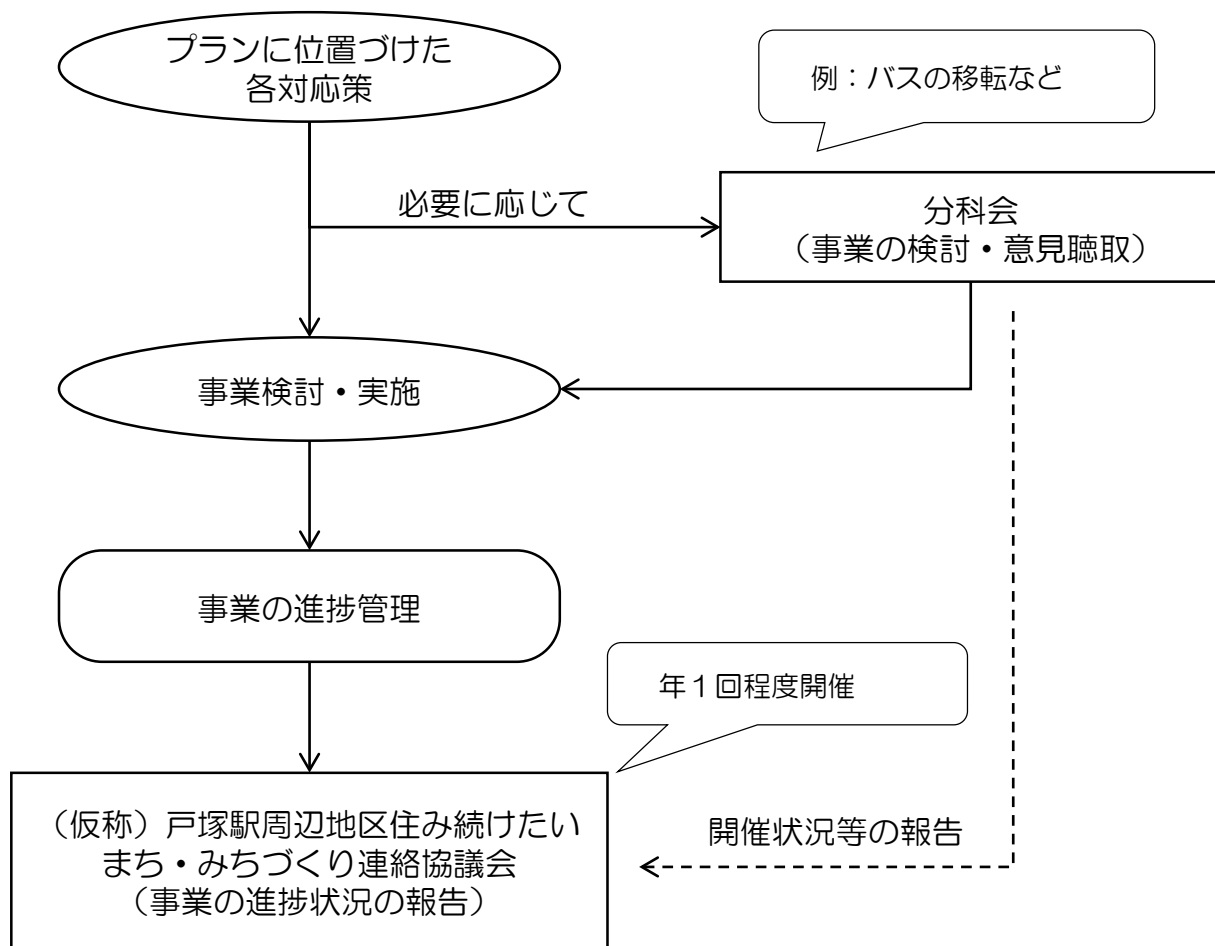 プランに位置づけた
各対応策
例：バスの移転など
必要に応じて
分科会
（事業の検討・意見聴取）
事業検討・実施
事業の進捗管理
年１回程度開催
（仮称）戸塚駅周辺地区住み続けたい
まち・みちづくり連絡協議会
（事業の進捗状況の報告）
開催状況等の報告